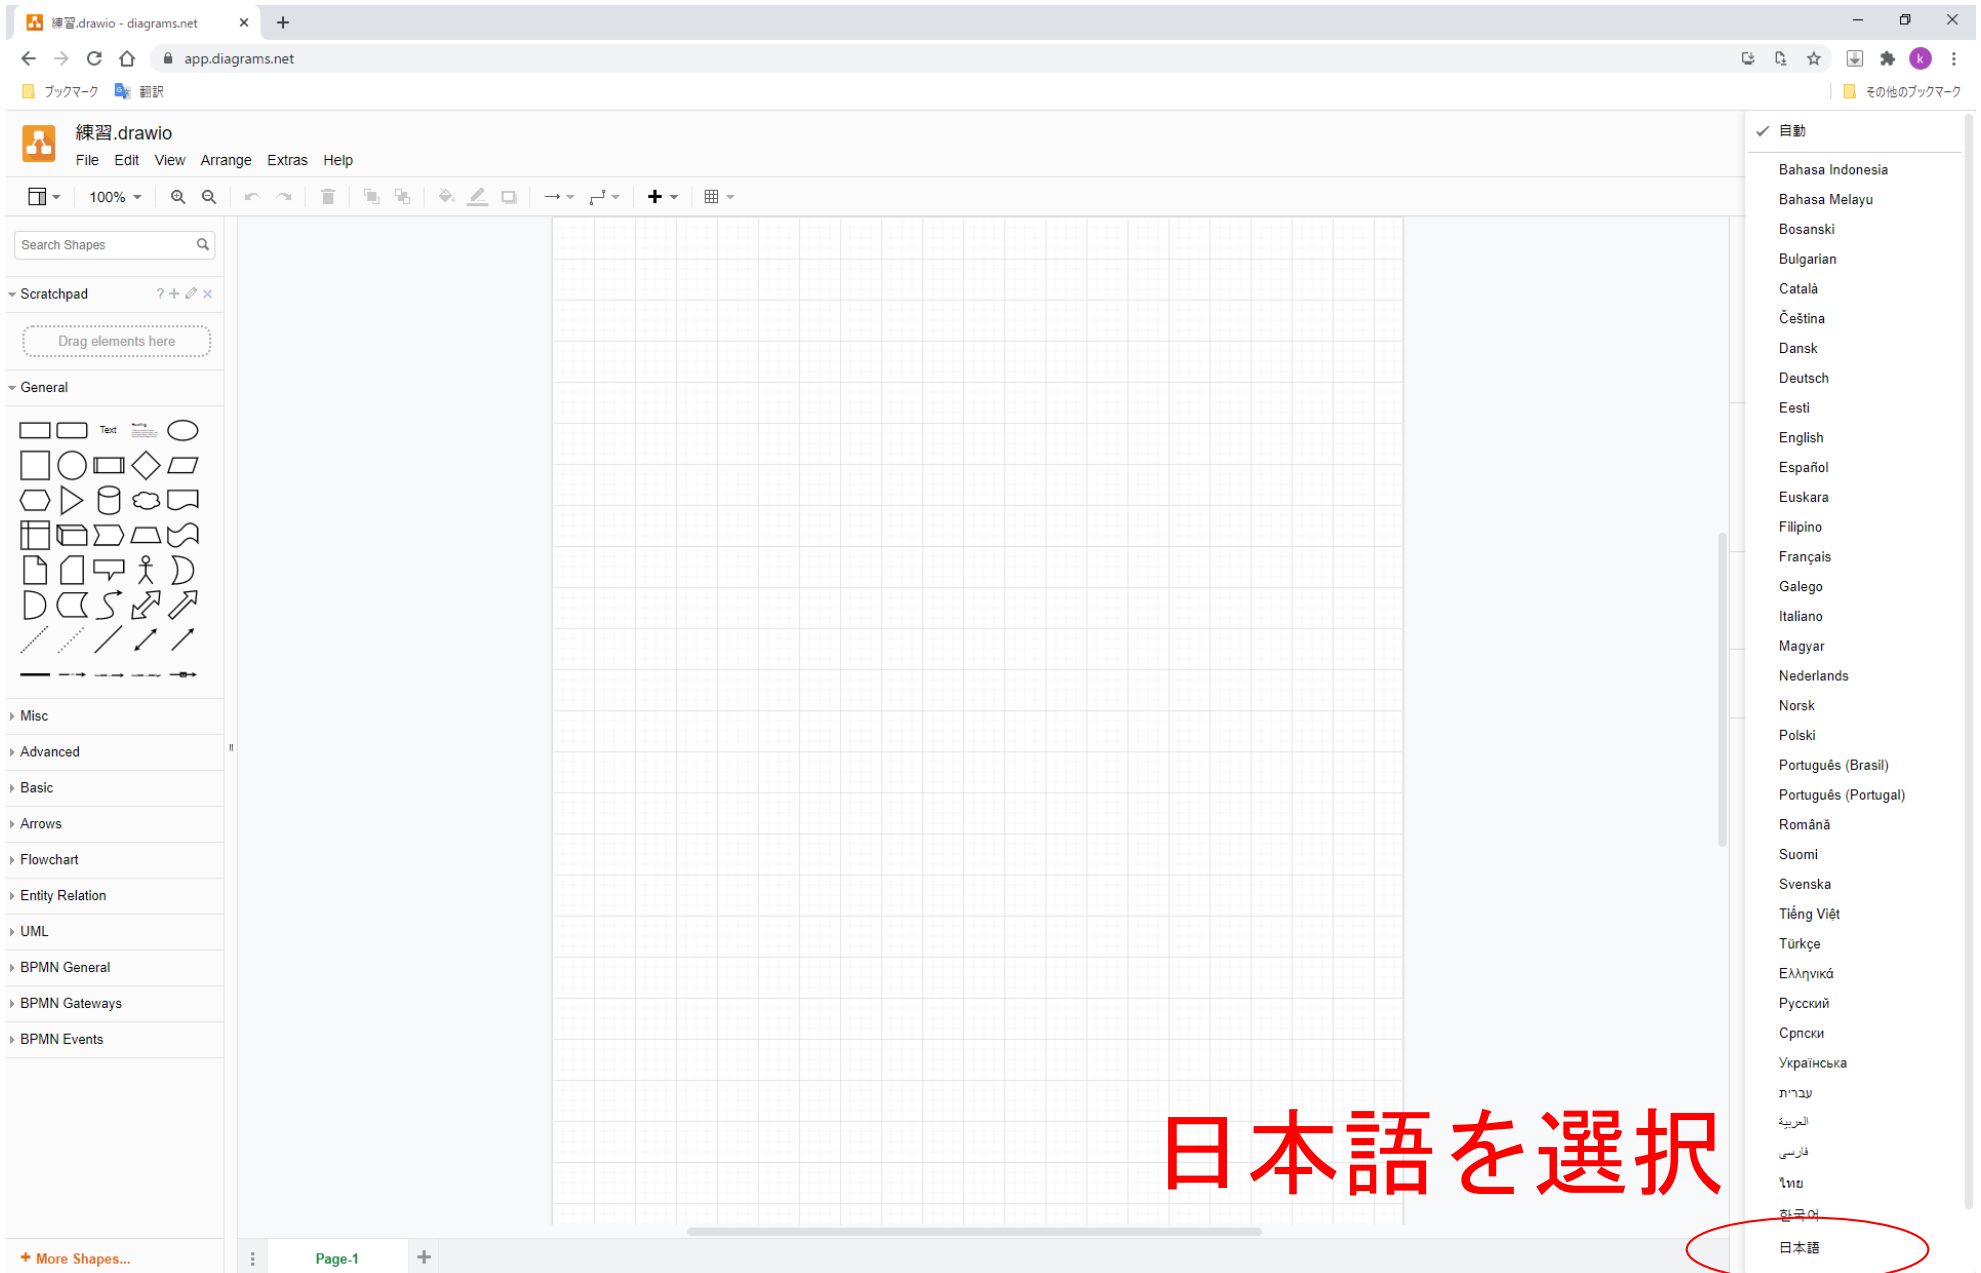 練習.drawio - diagrams.net
app.diagrams.net
ブックマーク
翻訳
その他のブックマーク
k
練習.drawio
File Edit View Arrange Extras Help
100%
Search Shapes
Scratchpad
Drag elements here
General
Text
Misc
Advanced
Basic
Arrows
Flowchart
Entity Relation
UML
BPMN General
BPMN Gateways
BPMN Events
+ More Shapes...
Page-1
自動
Bahasa Indonesia
Bahasa Melayu
Bosanski
Bulgarian
Català
Čeština
Dansk
Deutsch
Eesti
English
Español
Euskara
Filipino
Français
Galego
Italiano
Magyar
Nederlands
Norsk
Polski
Português (Brasil)
Português (Portugal)
Română
Suomi
Svenska
Tiếng Việt
Türkçe
Ελληνικά
Русский
Српски
Українська
עברית
العربية
فارسی
ไทย
한국어
日本語
日本語を選択